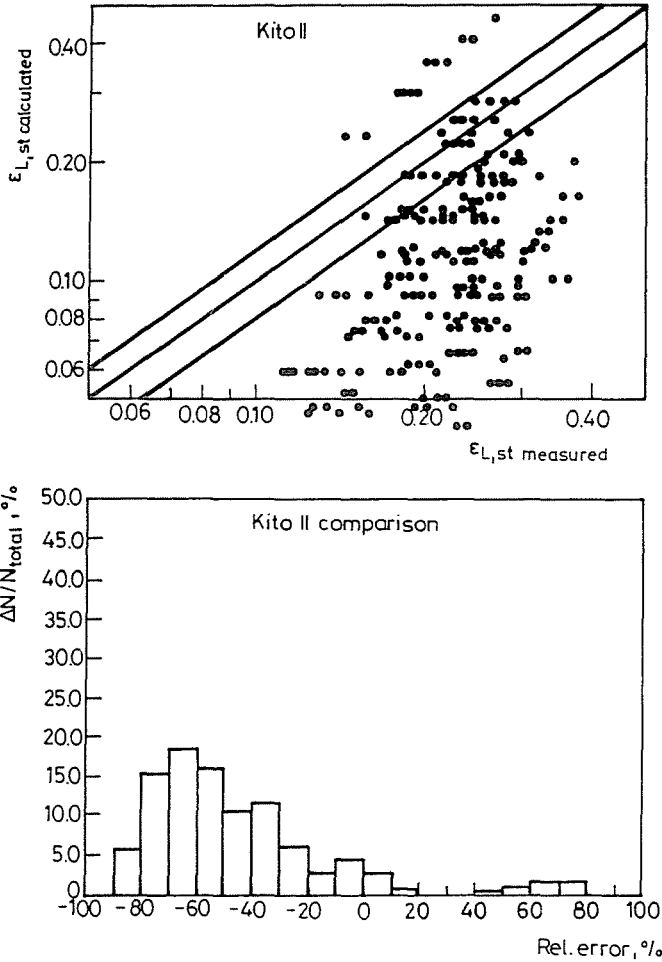 Kito II
0.40
0.20
0.10
0.08
0.06
εL,st calculated
0.06 0.08 0.10 0.20 0.40
εL,st measured
Kito II comparison
50.0
45.0
40.0
35.0
30.0
25.0
20.0
15.0
10.0
5.0
0
ΔN/Ntotal , %
-100 -80 -60 -40 -20 0 20 40 60 80 100
Rel. error, %